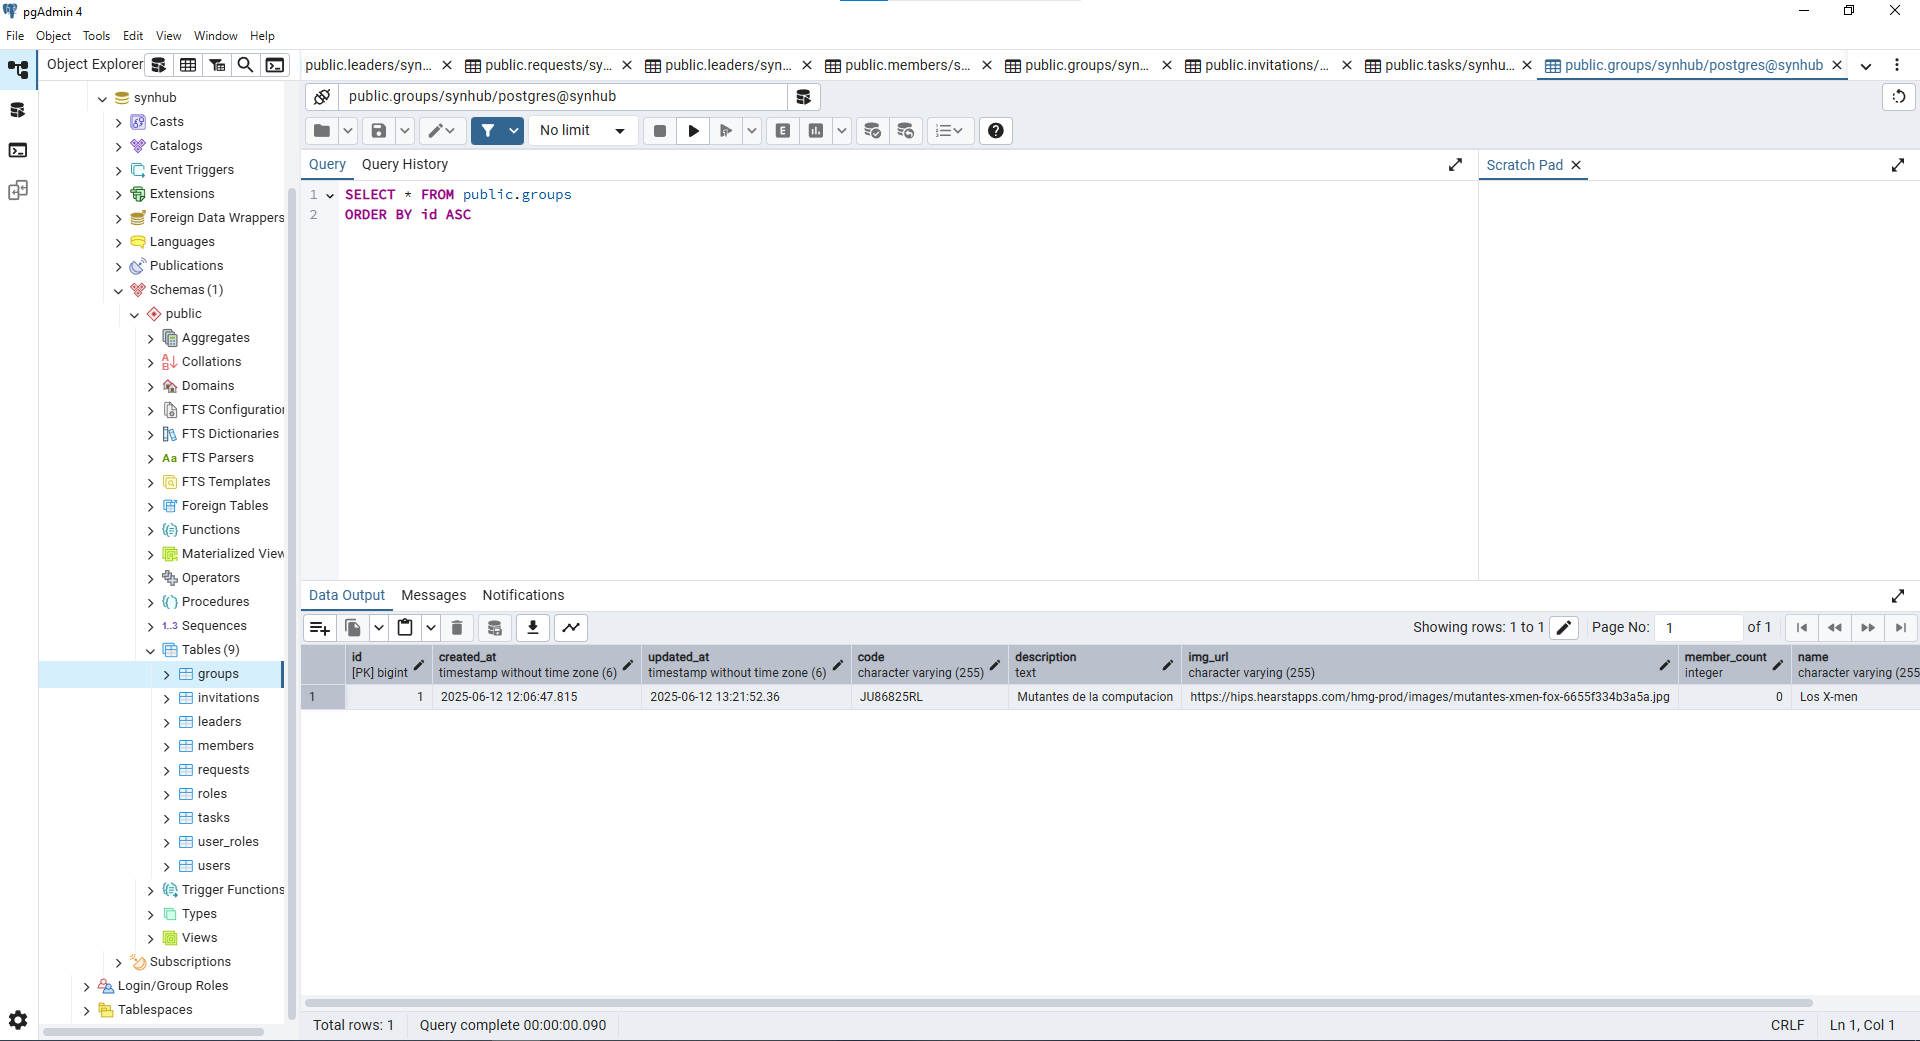 pgAdmin 4
File Object Tools Edit View Window Help
Object Explorer
public.leaders/syn... public.requests/sy... public.leaders/syn... public.members/s... public.groups/syn... public.invitations/... public.tasks/synhu... public.groups/synhub/postgres@synhub
public.groups/synhub/postgres@synhub
No limit
E
Query Query History
Scratch Pad
1 SELECT * FROM public.groups
2 ORDER BY id ASC
synhub
Casts
Catalogs
Event Triggers
Extensions
Foreign Data Wrappers
Languages
Publications
Schemas (1)
public
Aggregates
Collations
Domains
FTS Configuration
FTS Dictionaries
Aa FTS Parsers
FTS Templates
Foreign Tables
Functions
Materialized View
Operators
Procedures
1..3 Sequences
Tables (9)
groups
invitations
leaders
members
requests
roles
tasks
user_roles
users
Trigger Functions
Types
Views
Subscriptions
Login/Group Roles
Tablespaces
Data Output Messages Notifications
Showing rows: 1 to 1 Page No: 1 of 1
id created_at updated_at code description img_url member_count name
[PK] bigint timestamp without time zone (6) timestamp without time zone (6) character varying (255) text character varying (255) integer character varying (255
1 1 2025-06-12 12:06:47.815 2025-06-12 13:21:52.36 JU86825RL Mutantes de la computacion https://hips.hearstapps.com/hmg-prod/images/mutantes-xmen-fox-6655f334b3a5a.jpg 0 Los X-men
Total rows: 1 Query complete 00:00:00.090 CRLF Ln 1, Col 1